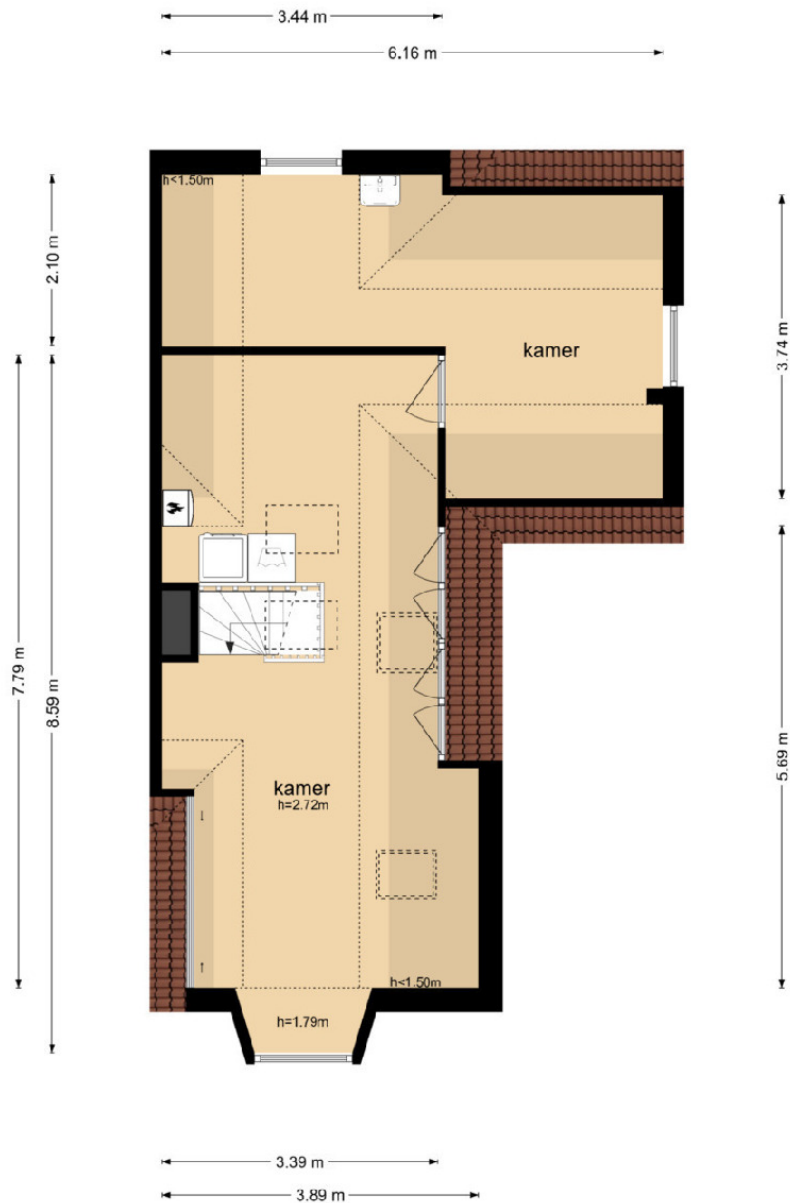 3.44 m
6.16 m
h<1.50m
2.10 m
3.74 m
kamer
7.79 m
8.59 m
5.69 m
kamer
h=2.72m
h<1.50m
h=1.79m
3.39 m
3.89 m